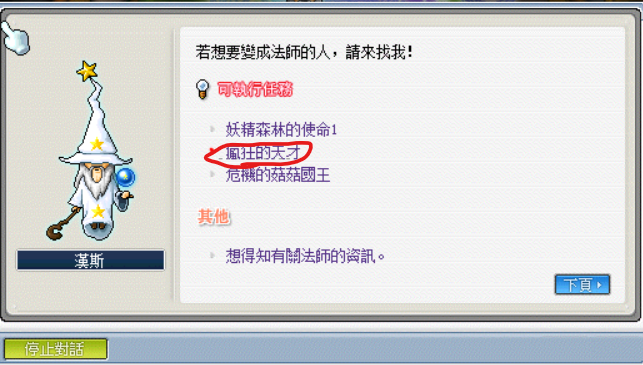 若想要變成法師的人，請來找我!
可執行任務
妖精森林的使命1
瘋狂的天才
危機的菇菇國王
其他
想得知有關法師的資訊。
漢斯
下頁
停止對話